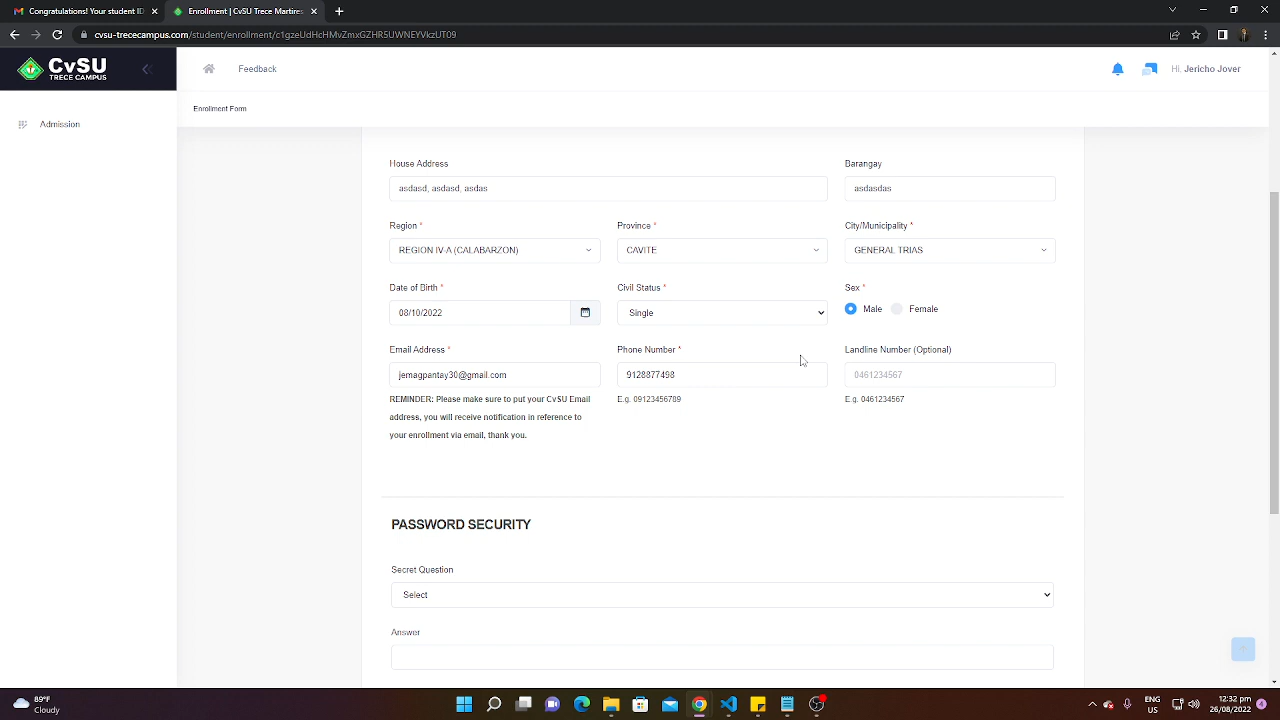 Congratulations! Your student ID
Enrollment | CvSU Trece Martires
cvsu-trececampus.com/student/enrollment/
CvSU
TRECE CAMPUS
Feedback
Hi, Jericho Jover
Enrollment Form
Admission
House Address
Barangay
asdasd, asdasd, asdas
asdasdas
Region *
Province *
City/Municipality *
REGION IV-A (CALABARZON)
CAVITE
GENERAL TRIAS
Date of Birth *
Civil Status *
Sex *
08/10/2022
Single
Male
Female
Email Address *
Phone Number *
Landline Number (Optional)
jemagpantay30@gmail.com
9128877498
0461234567
REMINDER: Please make sure to put your CvSU Email
E.g. 09123456789
E.g. 0461234567
address, you will receive notification in reference to
your enrollment via email, thank you.
PASSWORD SECURITY
Secret Question
Select
Answer
89°F
Cloudy
ENG
US
12:32 pm
26/08/2022
4